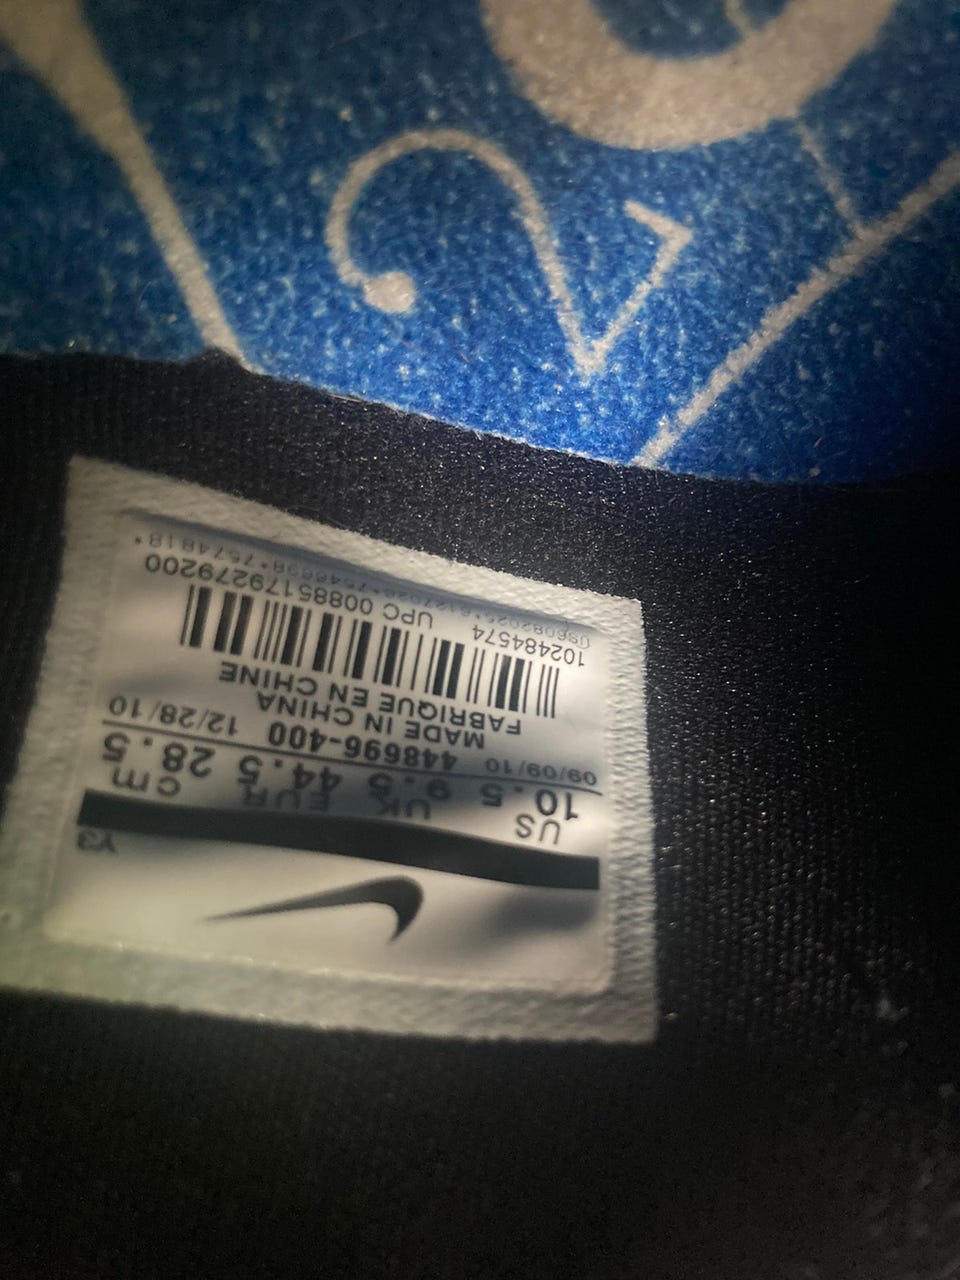 Y3
US UK EUR cm
10.5 9.5 44.5 28.5
09/09/10 448696-400 12/28/10
MADE IN CHINA
FABRIQUE EN CHINE
102484574 UPC 00885179279200